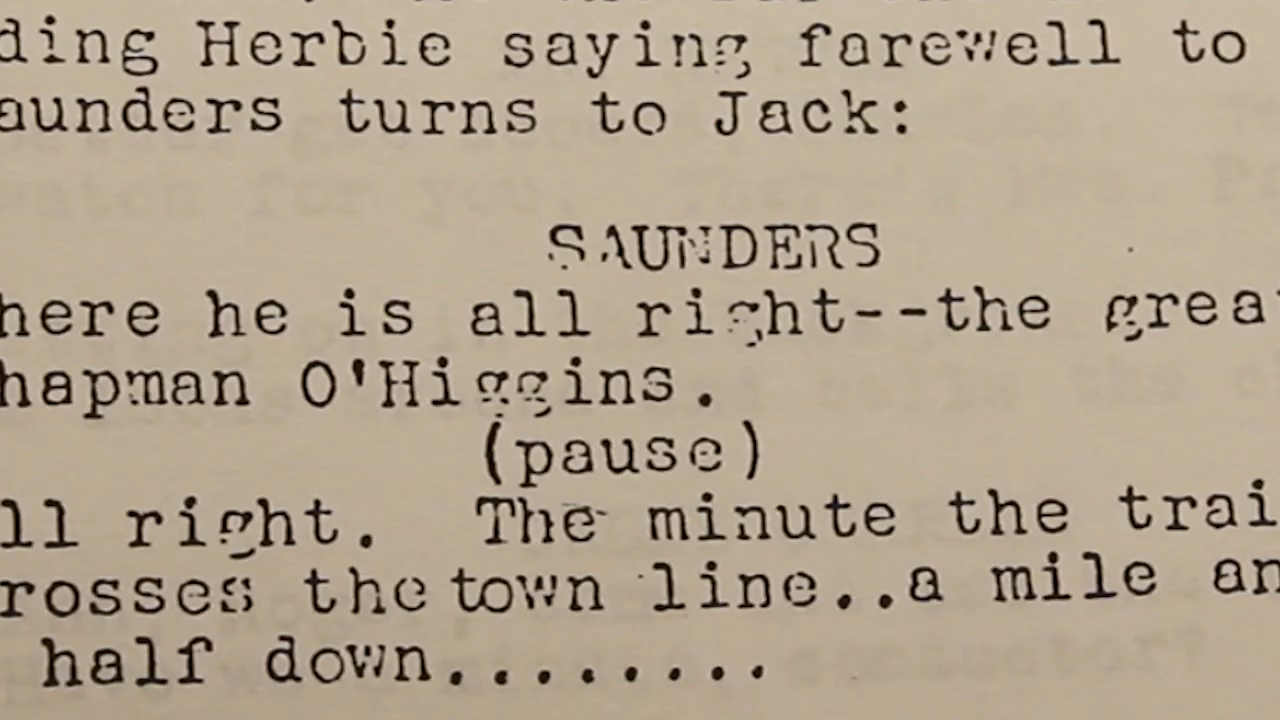 ding Herbie saying farewell to
aunders turns to Jack:
SAUNDERS
here he is all right--the grea
hapman O'Higgins.
(pause)
ll right. The minute the trai
rosses the town line..a mile an
half down........